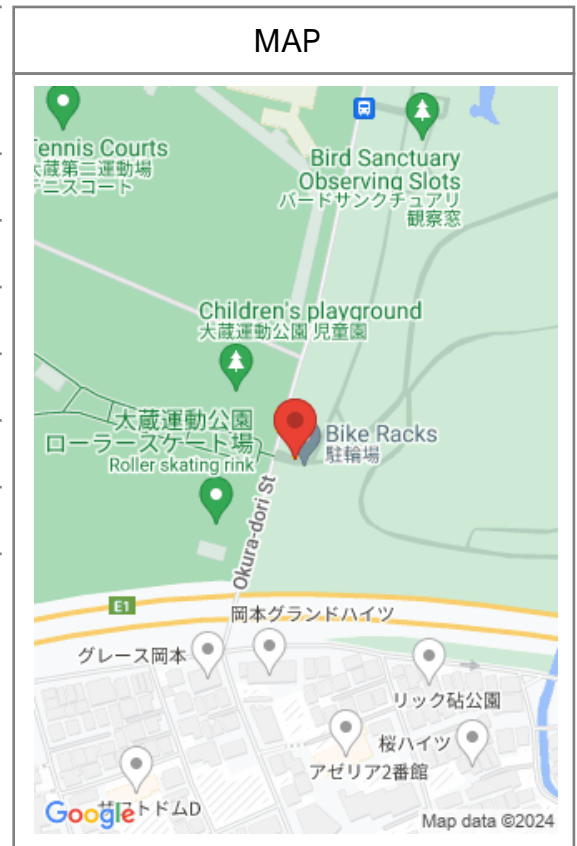 MAP
Tennis Courts
大蔵第二運動場
テニスコート
Bird Sanctuary
Observing Slots
バードサンクチュアリ
観察窓
Children's playground
大蔵運動公園 児童園
大蔵運動公園
ローラースケート場
Roller skating rink
Bike Racks
駐輪場
Okura-dori St
E1
岡本グランドハイツ
グレース岡本
リック砧公園
桜ハイツ
アゼリア2番館
Google
Map data ©2024